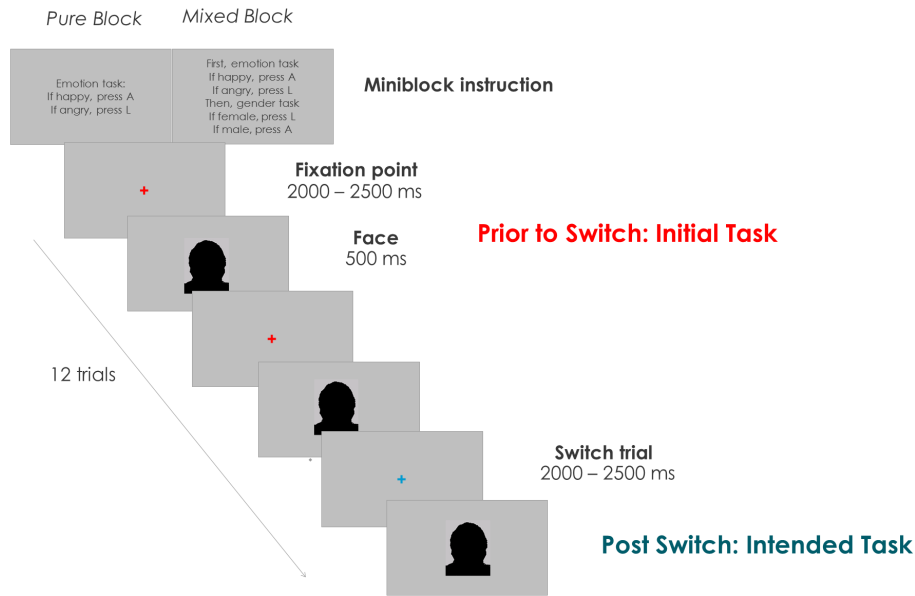 Pure Block
Mixed Block
Emotion task:
If happy, press A
If angry, press L
First, emotion task
If happy, press A
If angry, press L
Then, gender task
If female, press L
If male, press A
Miniblock instruction
Fixation point
2000 – 2500 ms
Face
500 ms
Prior to Switch: Initial Task
12 trials
Switch trial
2000 – 2500 ms
Post Switch: Intended Task